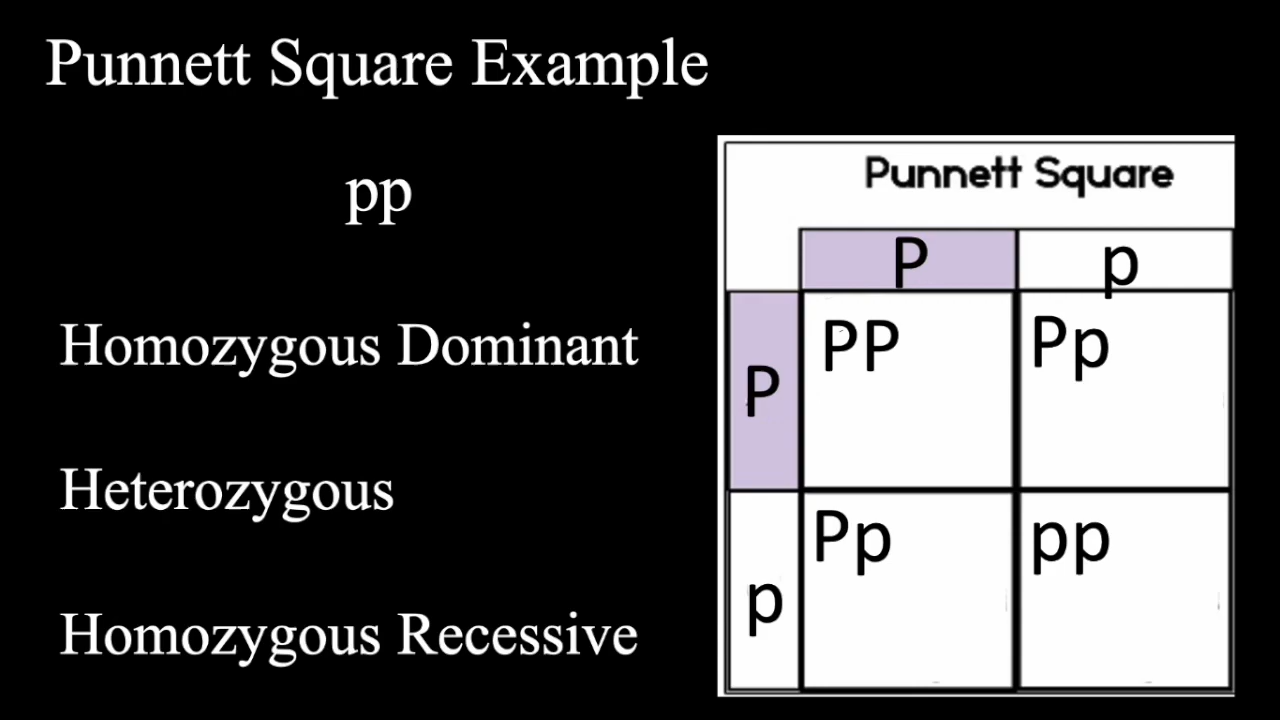 Punnett Square Example
pp
Homozygous Dominant
Heterozygous
Homozygous Recessive
Punnett Square
P p
P PP Pp
p Pp pp